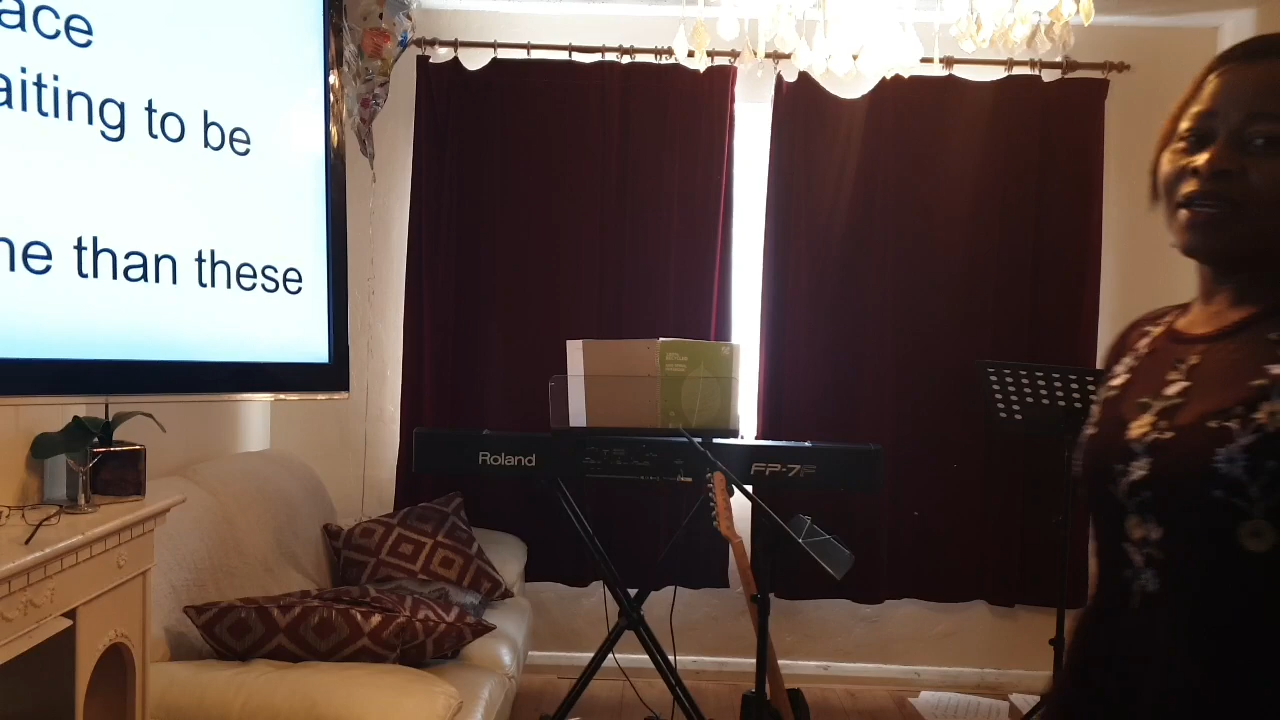 ace
aiting to be
ne than these
Roland
FP-7F